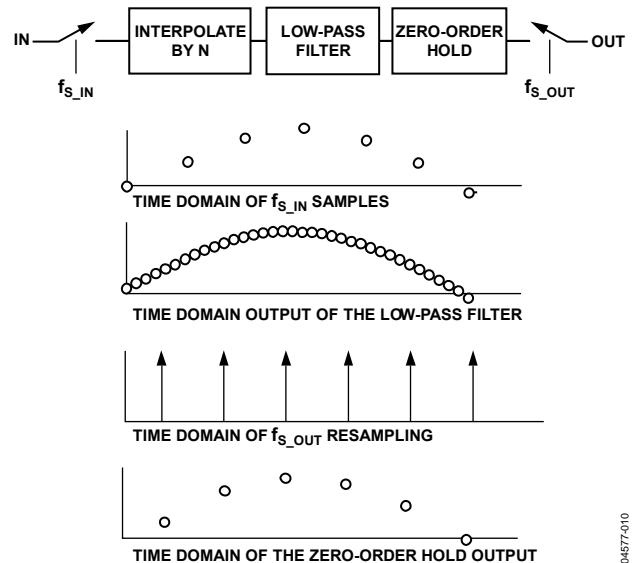 IN
INTERPOLATE
BY N
LOW-PASS
FILTER
ZERO-ORDER
HOLD
OUT
fS_IN
fS_OUT
TIME DOMAIN OF fS_IN SAMPLES
TIME DOMAIN OUTPUT OF THE LOW-PASS FILTER
TIME DOMAIN OF fS_OUT RESAMPLING
TIME DOMAIN OF THE ZERO-ORDER HOLD OUTPUT
04577-010